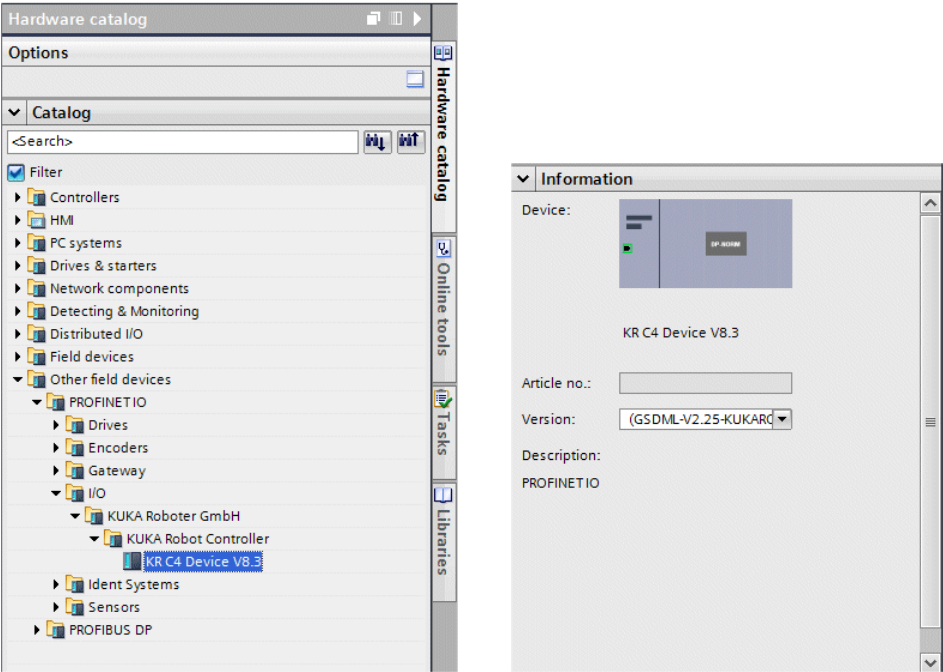 Hardware catalog
Options
Catalog
<Search>
Filter
Controllers
HMI
PC systems
Drives & starters
Network components
Detecting & Monitoring
Distributed I/O
Field devices
Other field devices
PROFINET IO
Drives
Encoders
Gateway
I/O
KUKA Roboter GmbH
KUKA Robot Controller
KR C4 Device V8.3
Ident Systems
Sensors
PROFIBUS DP
Hardware catalog
Online tools
Tasks
Libraries
Information
Device:
DP-NORM
KR C4 Device V8.3
Article no.:
Version:
(GSDML-V2.25-KUKARC
Description:
PROFINET IO